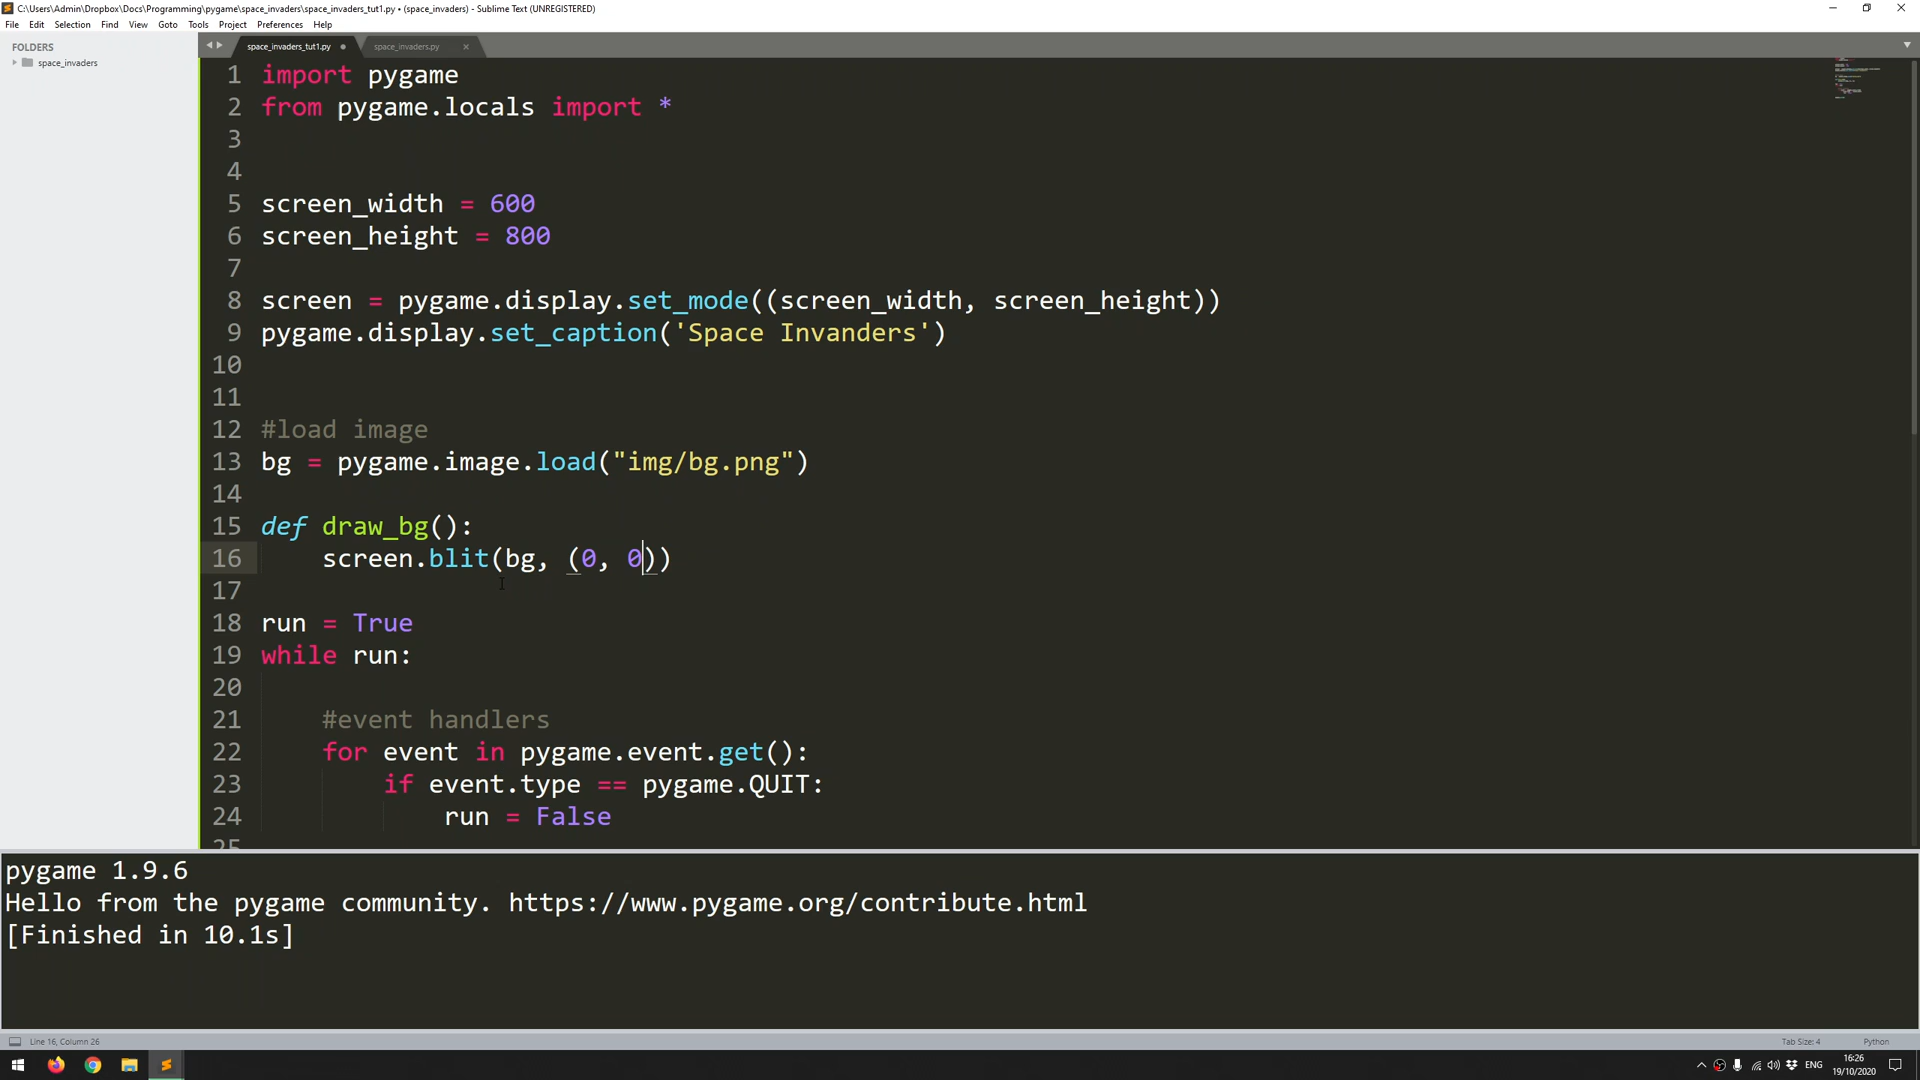 C:\Users\Admin\Dropbox\Docs\Programming\pygame\space_invaders\space_invaders_tut1.py • (space_invaders) - Sublime Text (UNREGISTERED)
File Edit Selection Find View Goto Tools Project Preferences Help
FOLDERS
space_invaders
space_invaders_tut1.py
space_invaders.py
1 import pygame
2 from pygame.locals import *
3
4
5 screen_width = 600
6 screen_height = 800
7
8 screen = pygame.display.set_mode((screen_width, screen_height))
9 pygame.display.set_caption('Space Invanders')
10
11
12 #load image
13 bg = pygame.image.load("img/bg.png")
14
15 def draw_bg():
16 screen.blit(bg, (0, 0))
17
18 run = True
19 while run:
20
21 #event handlers
22 for event in pygame.event.get():
23 if event.type == pygame.QUIT:
24 run = False
25
pygame 1.9.6
Hello from the pygame community. https://www.pygame.org/contribute.html
[Finished in 10.1s]
Line 16, Column 26
Tab Size: 4
Python
ENG
16:26
19/10/2020